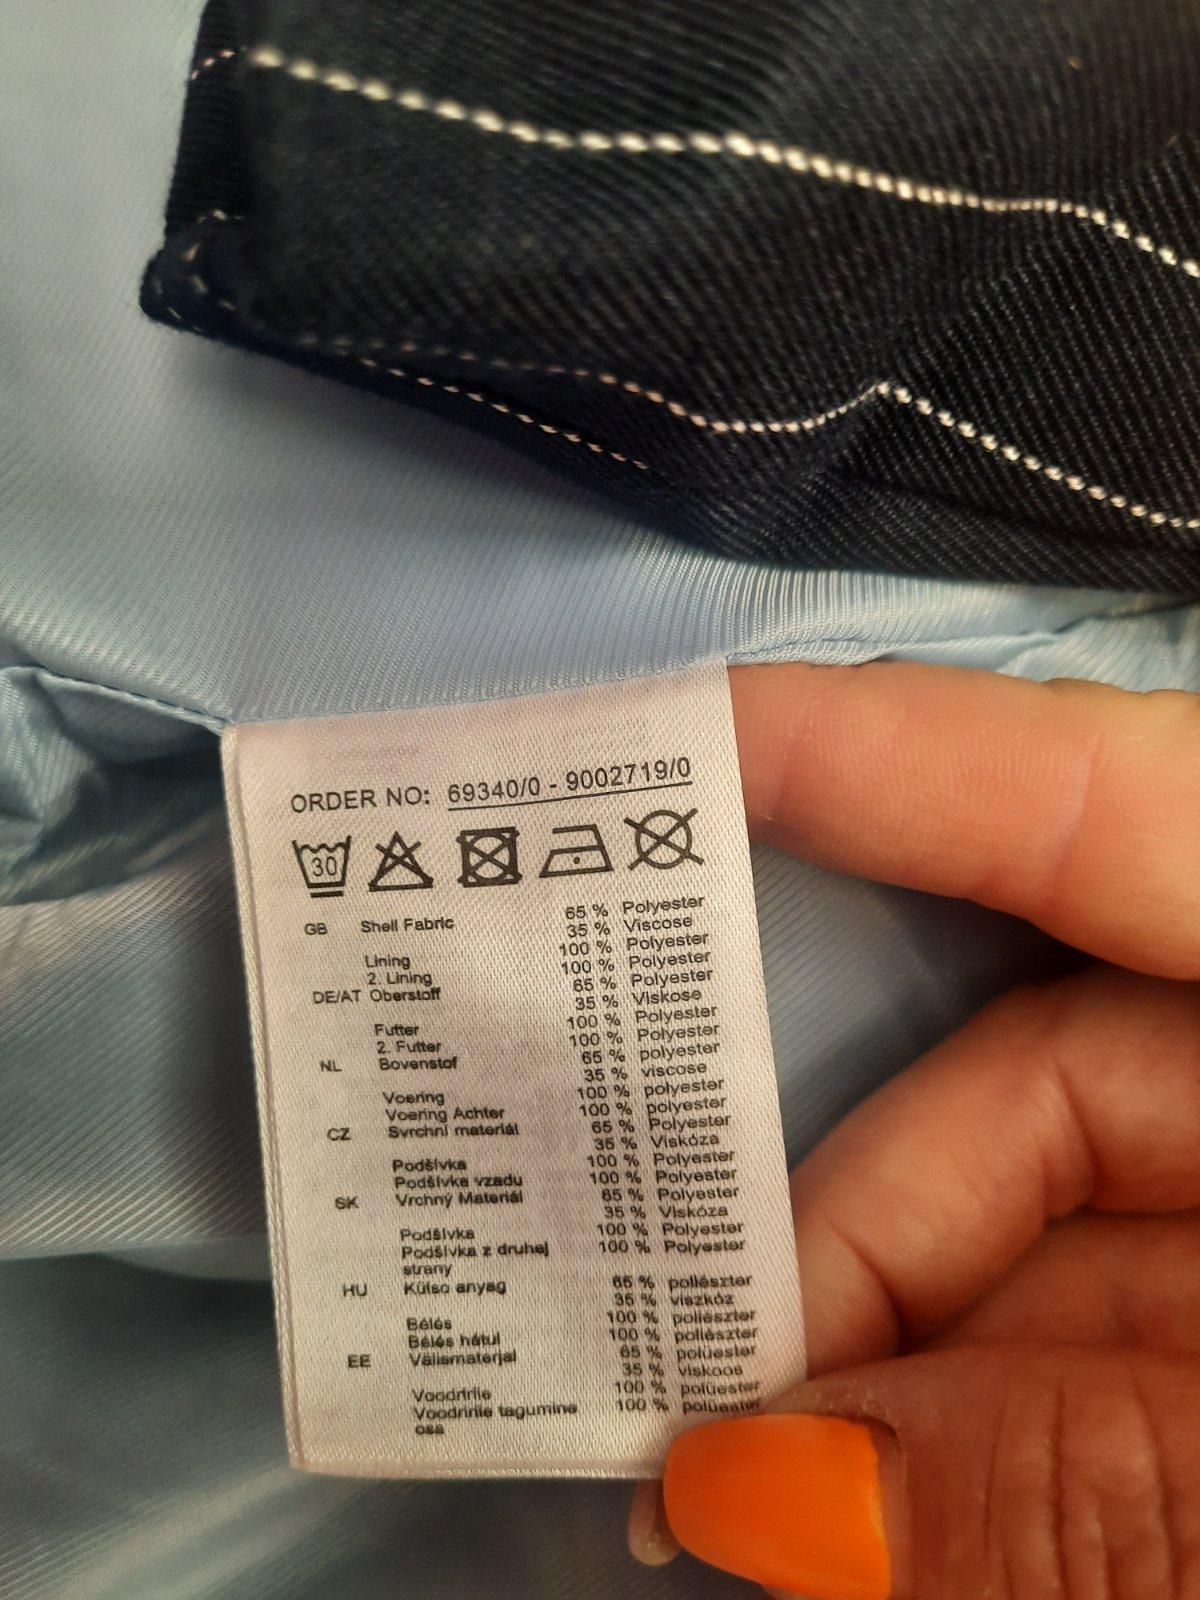 ORDER NO: 69340/0 - 9002719/0
30
GB Shell Fabric 65 % Polyester
35 % Viscose
Lining 100 % Polyester
2. Lining 100 % Polyester
DE/AT Oberstoff 65 % Polyester
35 % Viskose
Futter 100 % Polyester
2. Futter 100 % Polyester
NL Bovenstof 65 % polyester
35 % viscose
Voering 100 % polyester
Voering Achter 100 % polyester
CZ Svrchní materiál 65 % Polyester
35 % Viskóza
Podšívka 100 % Polyester
Podšívka vzadu 100 % Polyester
SK Vrchný Materiál 65 % Polyester
35 % Viskóza
Podšívka 100 % Polyester
Podšívka z druhej 100 % Polyester
strany
HU Külso anyag 65 % poliészter
35 % viszkóz
Bélés 100 % poliészter
Bélés hátul 100 % poliészter
EE Välismaterjal 65 % polüester
35 % viskoos
Voodririie 100 % polüester
Voodririie tagumine 100 % polüester
osa